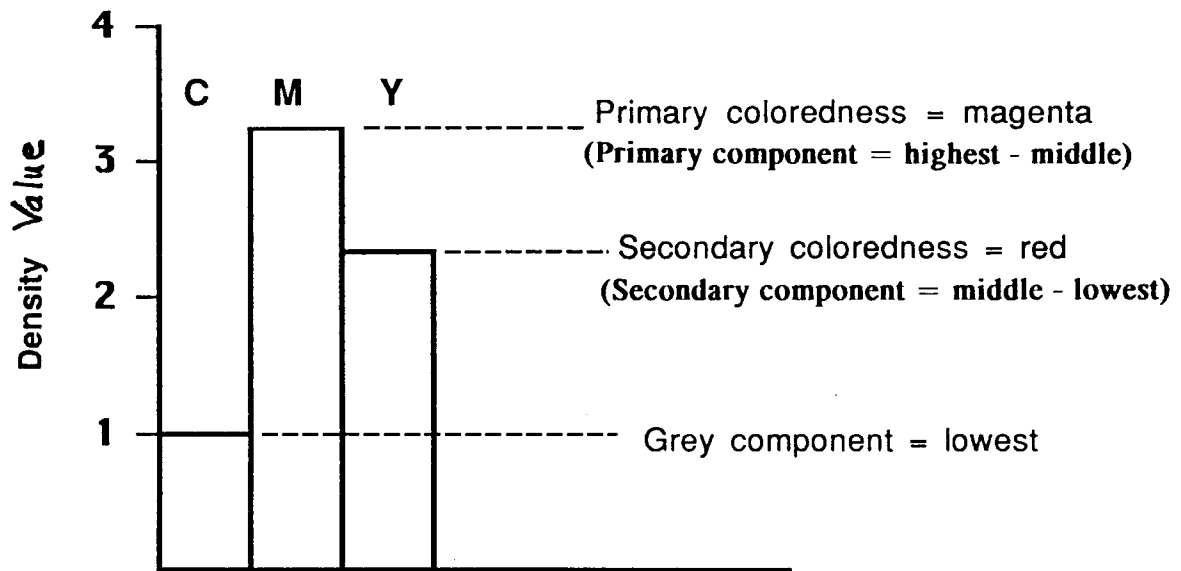 4
C M Y
Primary coloredness = magenta
(Primary component = highest - middle)
3
Density Value
Secondary coloredness = red
(Secondary component = middle - lowest)
2
1
Grey component = lowest